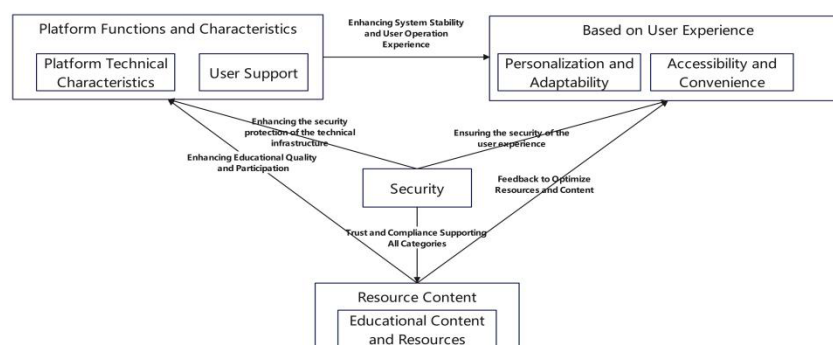 Platform Functions and Characteristics
Platform Technical
Characteristics
User Support
Enhancing System Stability
and User Operation
Experience
Based on User Experience
Personalization and
Adaptability
Accessibility and
Convenience
Enhancing the security
protection of the technical
infrastructure
Ensuring the security of the
user experience
Enhancing Educational Quality
and Participation
Security
Feedback to Optimize
Resources and Content
Trust and Compliance Supporting
All Categories
Resource Content
Educational Content
and Resources